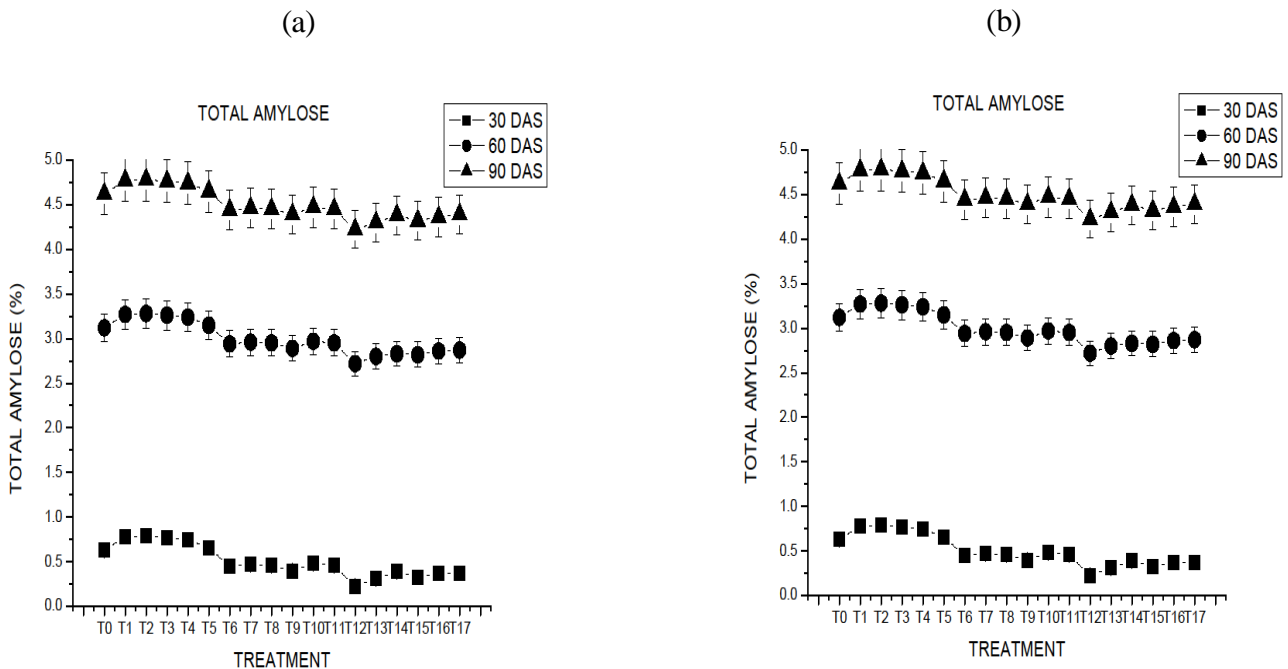 (a)
TOTAL AMYLOSE
30 DAS
60 DAS
90 DAS
TOTAL AMYLOSE (%)
5.0
4.5
4.0
3.5
3.0
2.5
2.0
1.5
1.0
0.5
0.0
T0 T1 T2 T3 T4 T5 T6 T7 T8 T9 T10 T11 T12 T13 T14 T15 T16 T17
TREATMENT
(b)
TOTAL AMYLOSE
30 DAS
60 DAS
90 DAS
TOTAL AMYLOSE (%)
5.0
4.5
4.0
3.5
3.0
2.5
2.0
1.5
1.0
0.5
0.0
T0 T1 T2 T3 T4 T5 T6 T7 T8 T9 T10 T11 T12 T13 T14 T15 T16 T17
TREATMENT